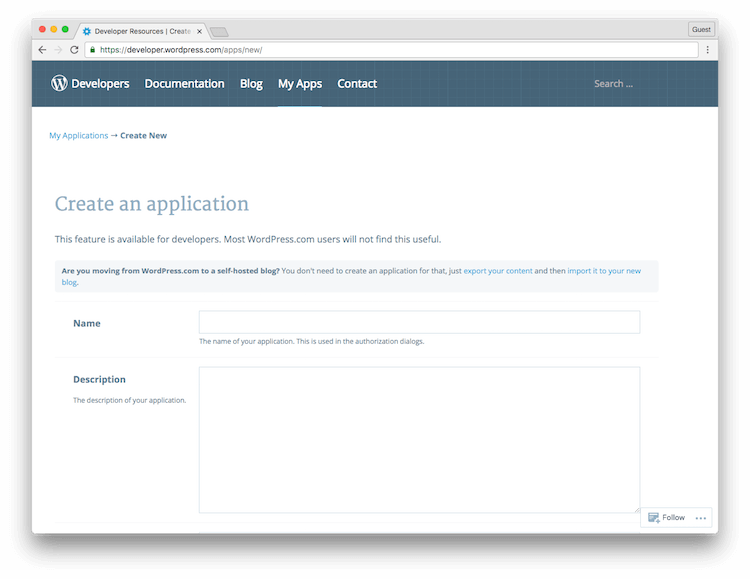 Developer Resources | Create
Guest
https://developer.wordpress.com/apps/new/
Developers Documentation Blog My Apps Contact Search ...
My Applications → Create New
Create an application
This feature is available for developers. Most WordPress.com users will not find this useful.
Are you moving from WordPress.com to a self-hosted blog? You don't need to create an application for that, just export your content and then import it to your new
blog.
Name
The name of your application. This is used in the authorization dialogs.
Description
The description of your application.
Follow